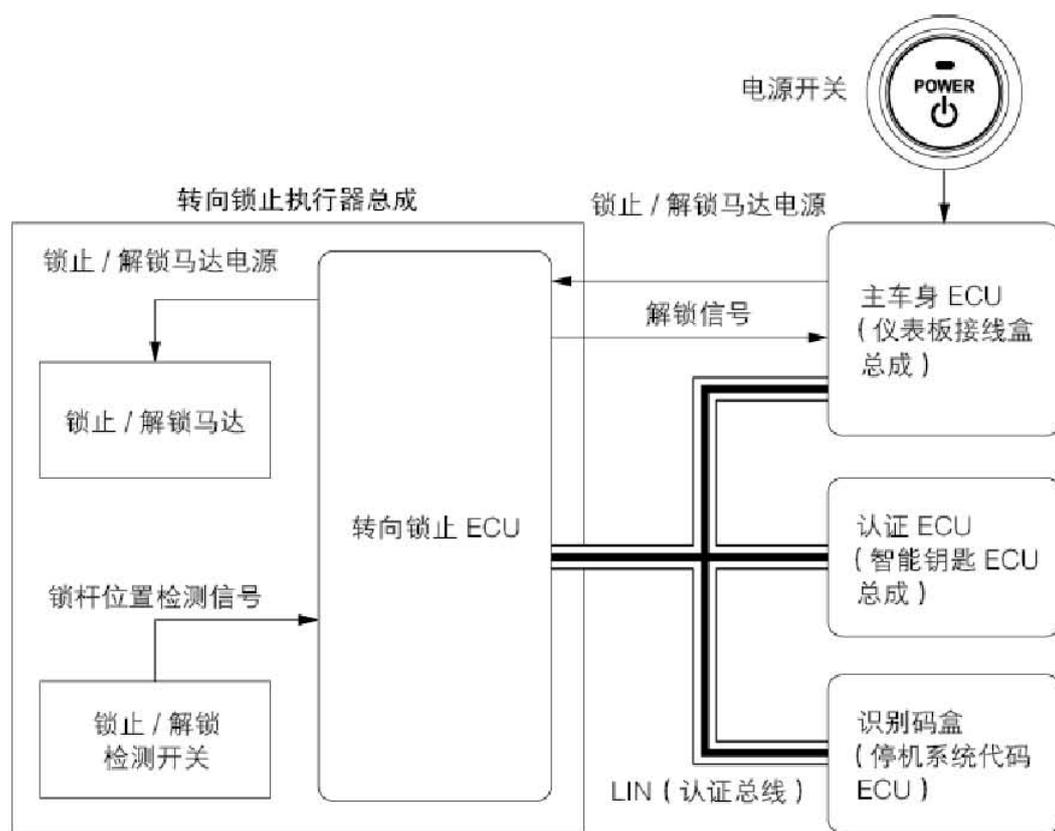 POWER
电源开关
转向锁止执行器总成
锁止 / 解锁马达电源
锁止 / 解锁马达电源
主车身 ECU
( 仪表板接线盒
总成 )
解锁信号
锁止 / 解锁马达
转向锁止 ECU
认证 ECU
( 智能钥匙 ECU
总成 )
锁杆位置检测信号
锁止 / 解锁
检测开关
识别码盒
( 停机系统代码
ECU )
LIN ( 认证总线 )